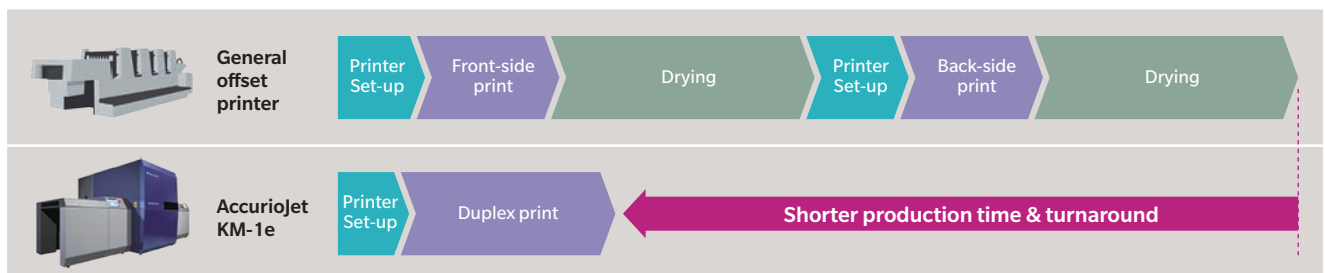 General
offset
printer
Printer
Set-up
Front-side
print
Drying
Printer
Set-up
Back-side
print
Drying
AccurioJet
KM-1e
Printer
Set-up
Duplex print
Shorter production time & turnaround